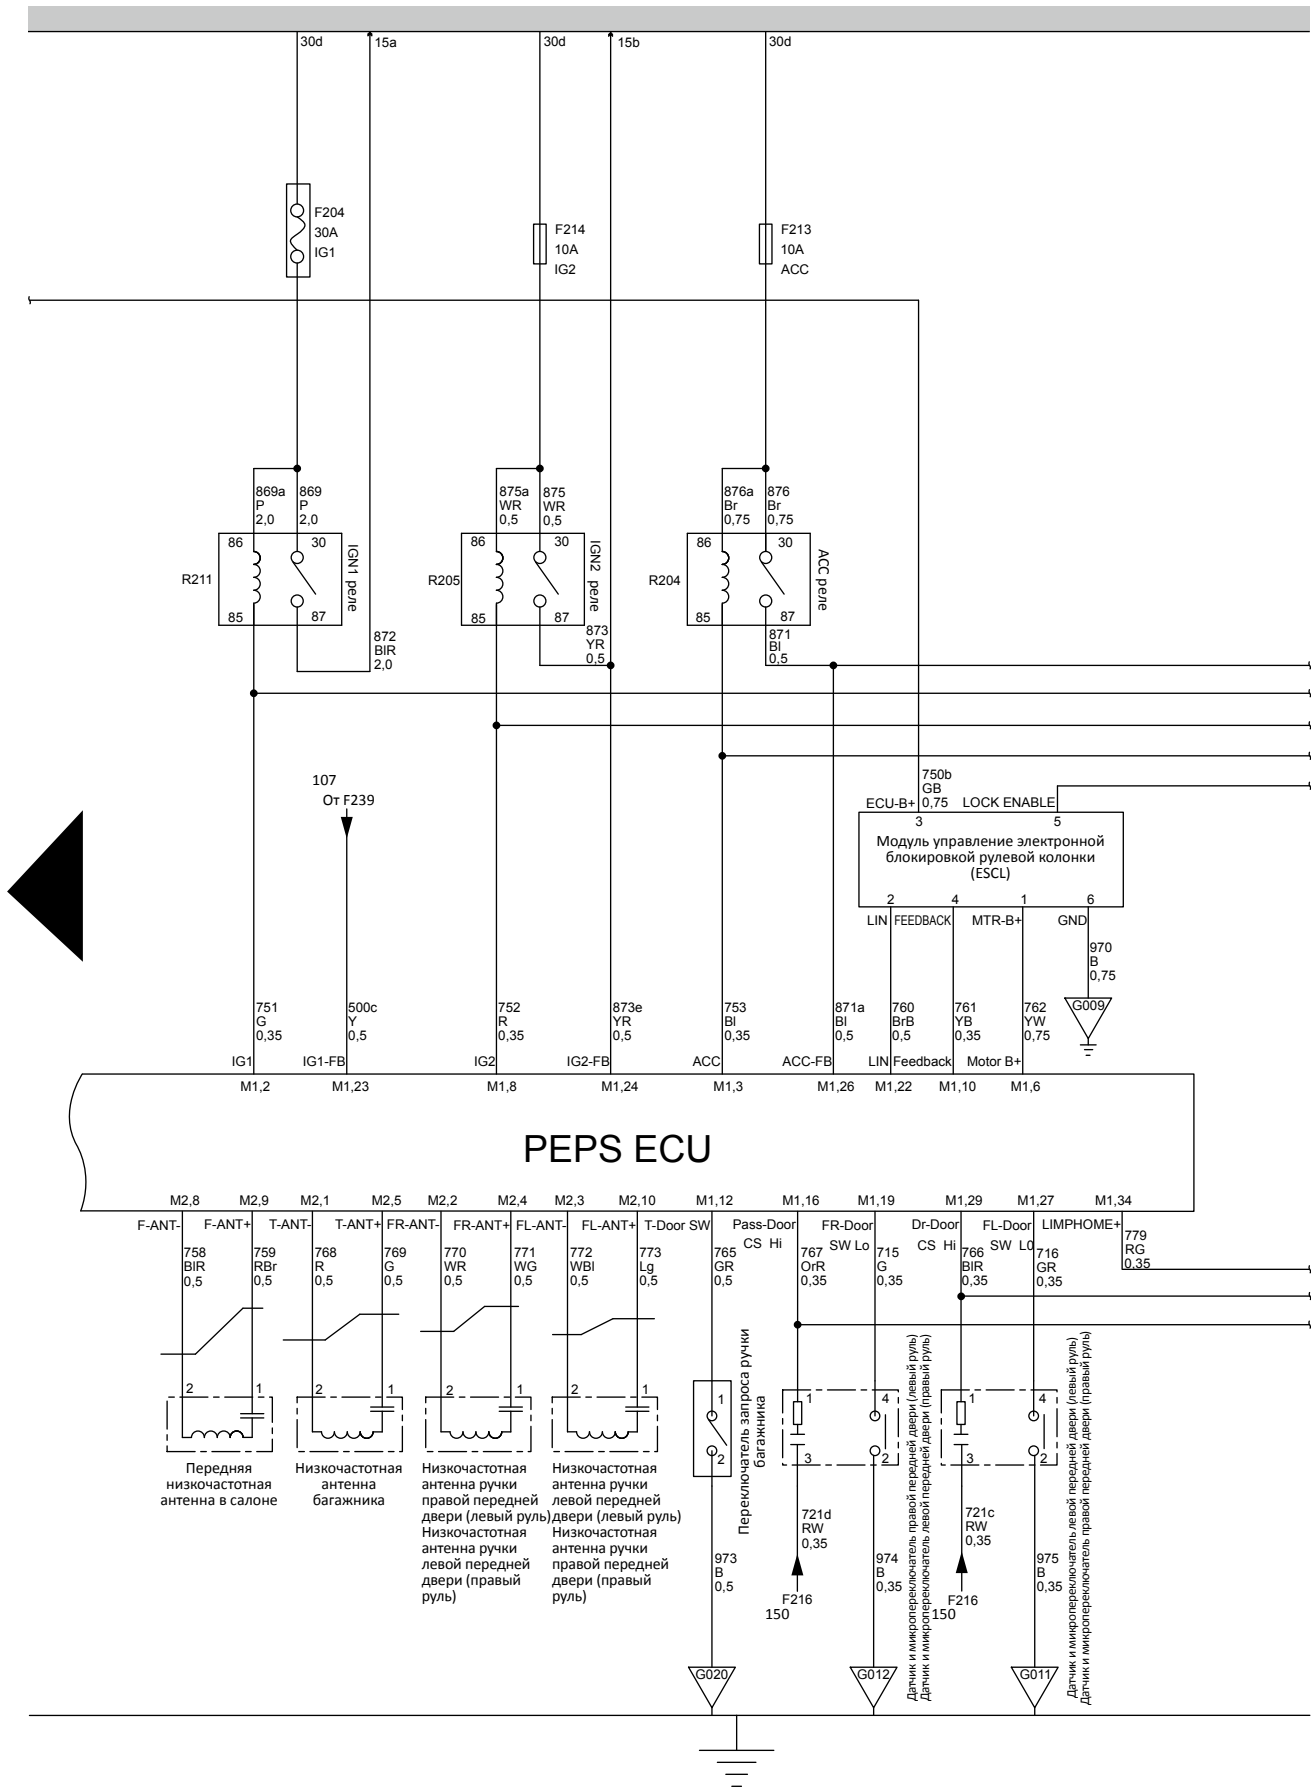 30d
15a
30d
15b
30d
F204
30A
IG1
F214
10A
IG2
F213
10A
ACC
869a
P
2,0
869
P
2,0
875a
WR
0,5
875
WR
0,5
876a
Br
0,75
876
Br
0,75
86
30
R211
85
87
IGN1 реле
86
30
R205
85
87
IGN2 реле
86
30
R204
85
87
ACC реле
872
BlR
2,0
873
YR
0,5
871
Bl
0,5
107
От F239
750b
GB
0,75
ECU-B+
LOCK ENABLE
3
5
Модуль управление электронной
блокировкой рулевой колонки
(ESCL)
2
4
1
6
LIN
FEEDBACK
MTR-B+
GND
970
B
0,75
G009
751
G
0,35
500c
Y
0,5
752
R
0,35
873e
YR
0,5
753
Bl
0,35
871a
Bl
0,5
760
BrB
0,5
761
YB
0,35
762
YW
0,75
IG1
IG1-FB
IG2
IG2-FB
ACC
ACC-FB
LIN
Feedback
Motor B+
M1,2
M1,23
M1,8
M1,24
M1,3
M1,26
M1,22
M1,10
M1,6
PEPS ECU
M2,8
M2,9
M2,1
M2,5
M2,2
M2,4
M2,3
M2,10
M1,12
M1,16
M1,19
M1,29
M1,27
M1,34
F-ANT-
F-ANT+
T-ANT-
T-ANT+
FR-ANT-
FR-ANT+
FL-ANT-
FL-ANT+
T-Door SW
Pass-Door
CS Hi
FR-Door
SW Lo
Dr-Door
CS Hi
FL-Door
SW L0
LIMPHOME+
758
BlR
0,5
759
RBr
0,5
768
R
0,5
769
G
0,5
770
WR
0,5
771
WG
0,5
772
WBl
0,5
773
Lg
0,5
765
GR
0,5
767
OrR
0,35
715
G
0,35
766
BlR
0,35
716
GR
0,35
779
RG
0,35
2
1
2
1
2
1
2
1
1
2
1
4
3
2
1
4
3
2
Передняя
низкочастотная
антенна в салоне
Низкочастотная
антенна
багажника
Низкочастотная
антенна ручки
правой передней
двери (левый руль)
Низкочастотная
антенна ручки
левой передней
двери (правый
руль)
Низкочастотная
антенна ручки
левой передней
двери (левый руль)
Низкочастотная
антенна ручки
правой передней
двери (правый
руль)
Переключатель запроса ручки
багажника
Датчик и микропереключатель правой передней двери (левый руль)
Датчик и микропереключатель левой передней двери (правый руль)
Датчик и микропереключатель левой передней двери (левый руль)
Датчик и микропереключатель правой передней двери (правый руль)
973
B
0,5
721d
RW
0,35
F216
150
974
B
0,35
721c
RW
0,35
F216
150
975
B
0,35
G020
G012
G011